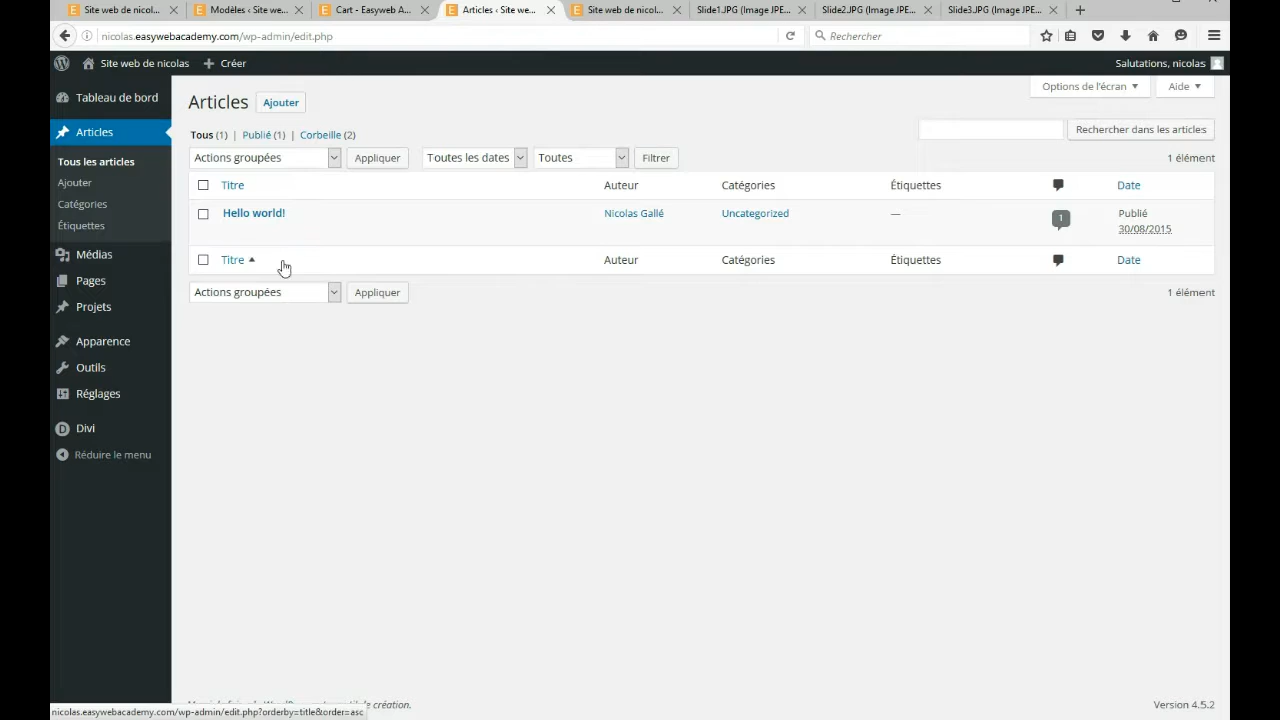 Site web de nicol...
Modèles ‹ Site we...
Cart - Easyweb A...
Articles ‹ Site we...
Site web de nicol...
Slide1.JPG (Image JPE...
Slide2.JPG (Image JPE...
Slide3.JPG (Image JPE...
nicolas.easywebacademy.com/wp-admin/edit.php
Rechercher
Site web de nicolas
Créer
Salutations, nicolas
Tableau de bord
Articles
Tous les articles
Ajouter
Catégories
Étiquettes
Médias
Pages
Projets
Apparence
Outils
Réglages
Divi
Réduire le menu
Options de l'écran
Aide
Articles Ajouter
Tous (1) | Publié (1) | Corbeille (2)
Rechercher dans les articles
Actions groupées Appliquer Toutes les dates Toutes Filtrer 1 élément
Titre Auteur Catégories Étiquettes Date
Hello world! Nicolas Gallé Uncategorized — 1 Publié
30/08/2015
Titre Auteur Catégories Étiquettes Date
Actions groupées Appliquer 1 élément
de création. Version 4.5.2
nicolas.easywebacademy.com/wp-admin/edit.php?orderby=title&order=asc